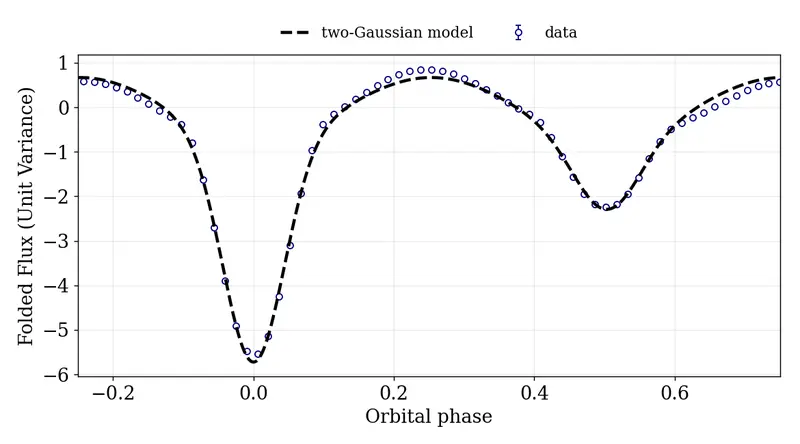 two-Gaussian model data
Folded Flux (Unit Variance)
1
0
−1
−2
−3
−4
−5
−6
−0.2 0.0 0.2 0.4 0.6
Orbital phase